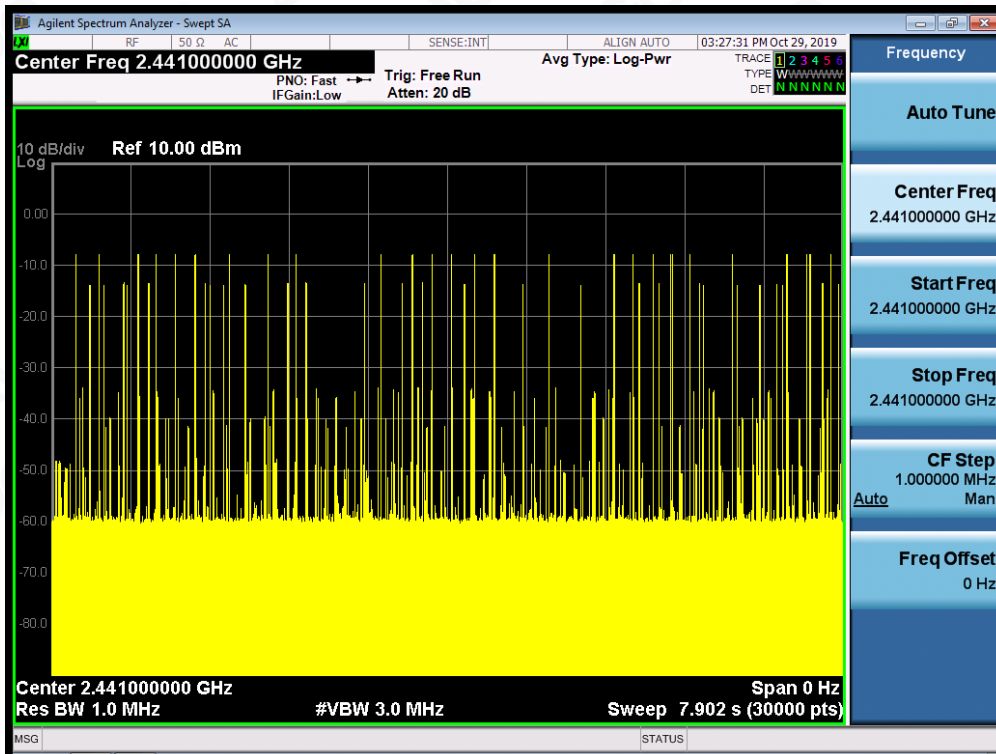 Agilent Spectrum Analyzer - Swept SA
LXI RF 50 Ω AC SENSE:INT ALIGN AUTO 03:27:31 PM Oct 29, 2019
Center Freq 2.441000000 GHz
Avg Type: Log-Pwr
TRACE 1 2 3 4 5 6
PNO: Fast
Trig: Free Run
TYPE WWWWWW
IFGain:Low
Atten: 20 dB
DET N N N N N N
10 dB/div Ref 10.00 dBm
Log
0.00
-10.0
-20.0
-30.0
-40.0
-50.0
-60.0
-70.0
-80.0
Center 2.441000000 GHz Span 0 Hz
Res BW 1.0 MHz #VBW 3.0 MHz Sweep 7.902 s (30000 pts)
MSG STATUS
Frequency
Auto Tune
Center Freq
2.441000000 GHz
Start Freq
2.441000000 GHz
Stop Freq
2.441000000 GHz
CF Step
1.000000 MHz
Auto Man
Freq Offset
0 Hz